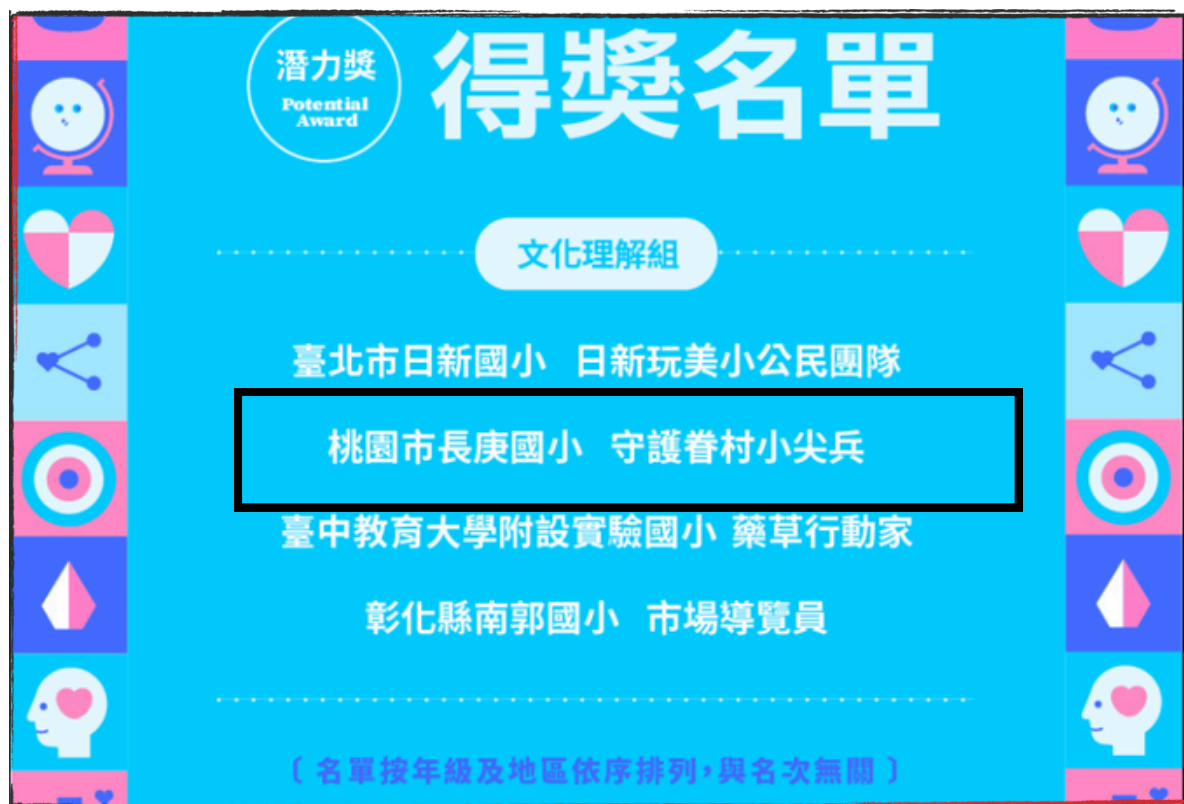 潛力獎
Potential
Award
得獎名單
文化理解組
臺北市日新國小 日新玩美小公民團隊
桃園市長庚國小 守護眷村小尖兵
臺中教育大學附設實驗國小 藥草行動家
彰化縣南郭國小 市場導覽員
〔名單按年級及地區依序排列，與名次無關〕